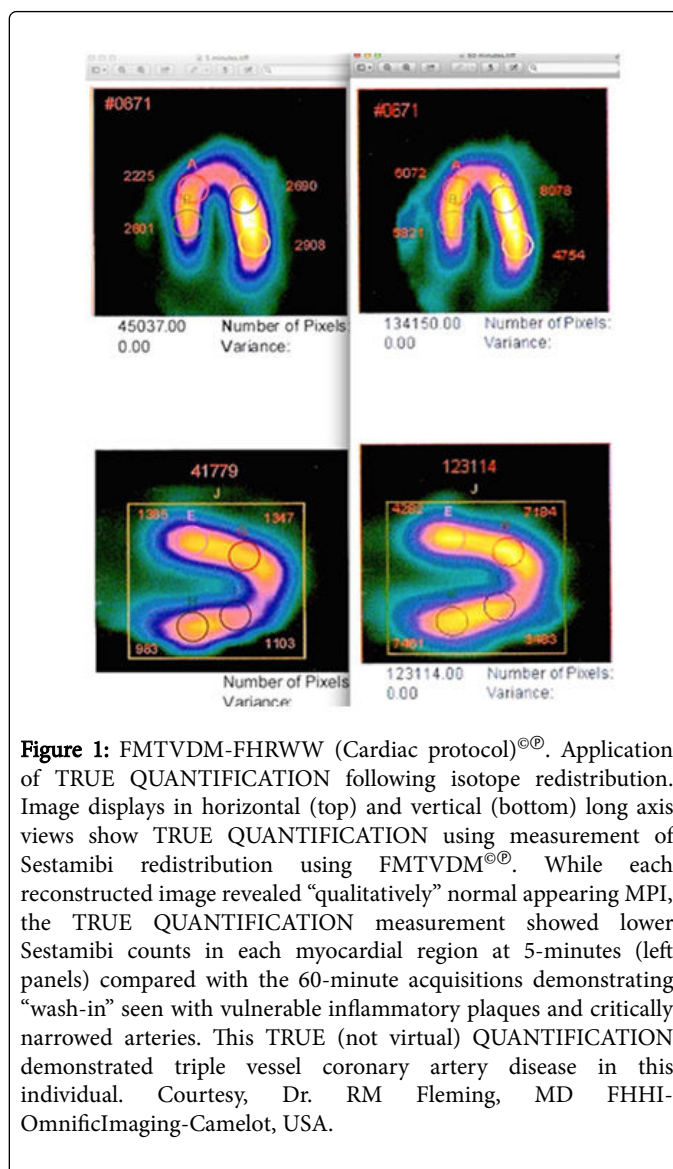 5 minutes.tiff
60 minutes.tiff
#0671
#0671
A
2225
2690
2601
2908
A
6072
8078
5821
4754
45037.00 Number of Pixels:
0.00 Variance:
134150.00 Number of Pixels:
0.00 Variance:
41779
J
1385
E
1347
983
1103
Number of Pixels
Variance:
123114
J
4282
E
7184
7461
123114.00 Number of Pixels:
0.00 Variance:
Figure 1: FMTVDM-FHRWW (Cardiac protocol)©℗. Application
of TRUE QUANTIFICATION following isotope redistribution.
Image displays in horizontal (top) and vertical (bottom) long axis
views show TRUE QUANTIFICATION using measurement of
Sestamibi redistribution using FMTVDM©℗. While each
reconstructed image revealed “qualitatively” normal appearing MPI,
the TRUE QUANTIFICATION measurement showed lower
Sestamibi counts in each myocardial region at 5-minutes (left
panels) compared with the 60-minute acquisitions demonstrating
“wash-in” seen with vulnerable inflammatory plaques and critically
narrowed arteries. This TRUE (not virtual) QUANTIFICATION
demonstrated triple vessel coronary artery disease in this
individual. Courtesy, Dr. RM Fleming, MD FHHI-
OmnificImaging-Camelot, USA.